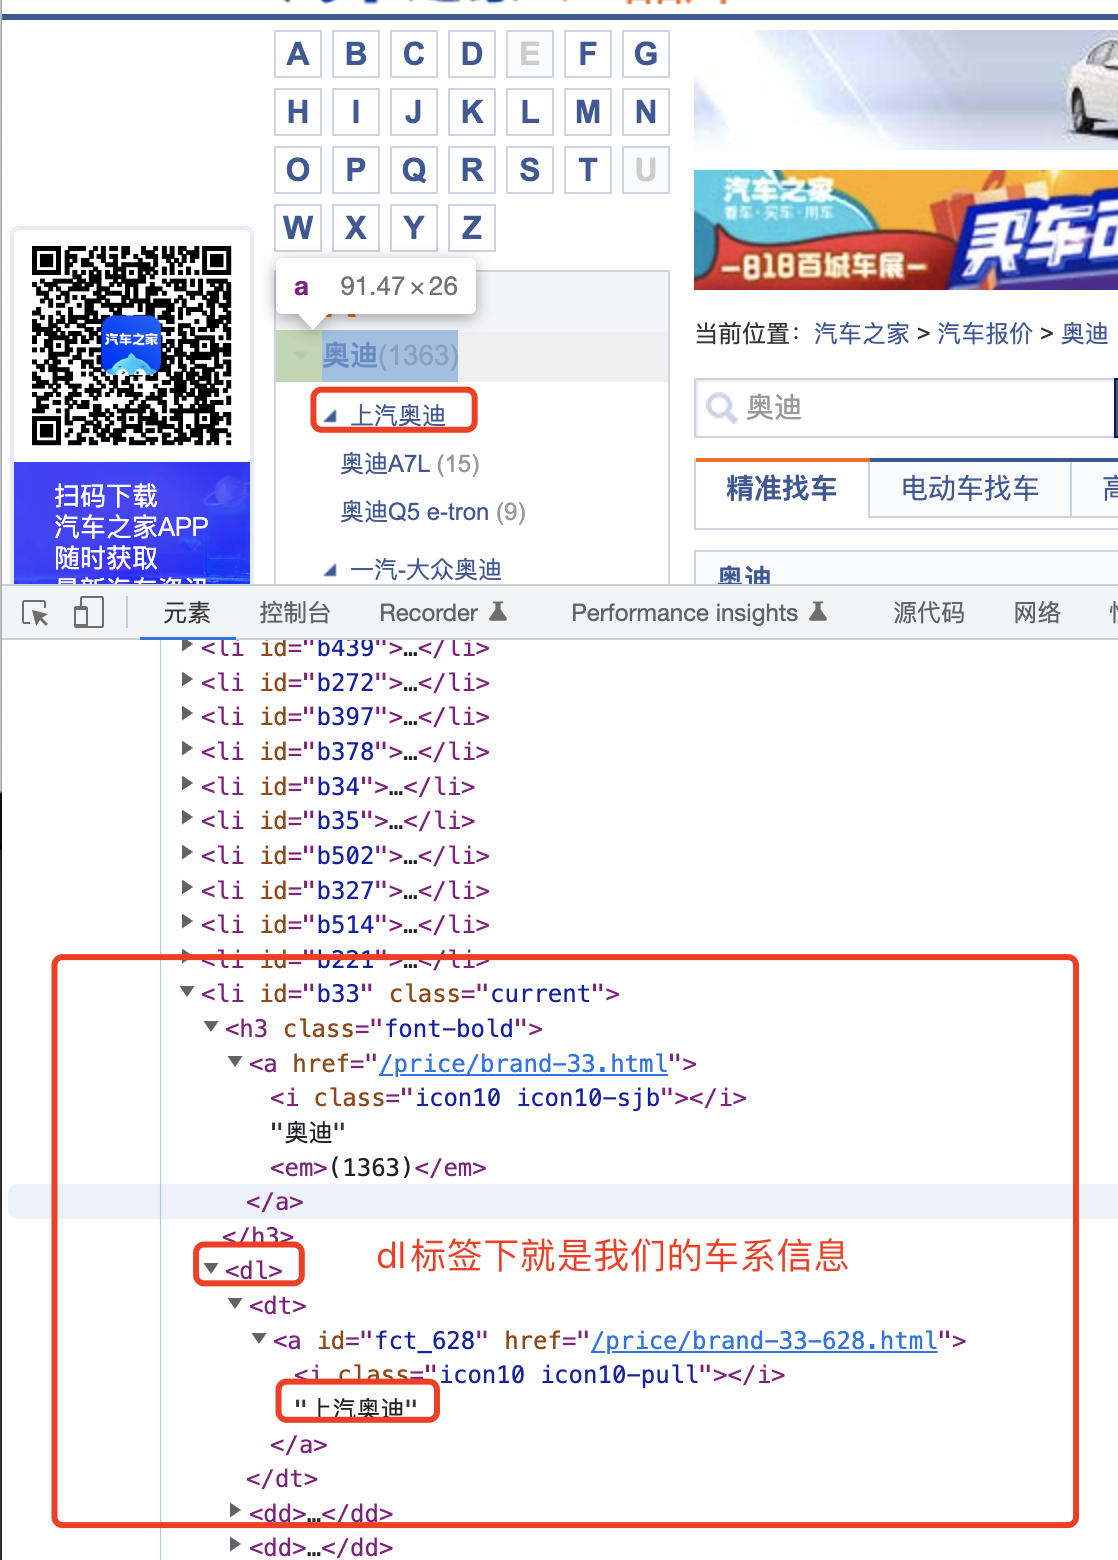 A B C D E F G
H I J K L M N
O P Q R S T U
W X Y Z
汽车之家
看车·买车·用车
818百城车展
买车
a 91.47×26
奥迪(1363)
上汽奥迪
奥迪A7L (15)
奥迪Q5 e-tron (9)
一汽-大众奥迪
汽车之家
扫码下载
汽车之家APP
随时获取
最新汽车资讯
当前位置： 汽车之家 > 汽车报价 > 奥迪
奥迪
精准找车 电动车找车
奥迪
元素 控制台 Recorder Performance insights 源代码 网络
<li id="b439">…</li>
<li id="b272">…</li>
<li id="b397">…</li>
<li id="b378">…</li>
<li id="b34">…</li>
<li id="b35">…</li>
<li id="b502">…</li>
<li id="b327">…</li>
<li id="b514">…</li>
<li id="b221">…</li>
<li id="b33" class="current">
<h3 class="font-bold">
<a href="/price/brand-33.html">
<i class="icon10 icon10-sjb"></i>
"奥迪"
<em>(1363)</em>
</a>
</h3>
<dl>
dl标签下就是我们的车系信息
<dt>
<a id="fct_628" href="/price/brand-33-628.html">
<i class="icon10 icon10-pull"></i>
"上汽奥迪"
</a>
</dt>
<dd>…</dd>
<dd>…</dd>